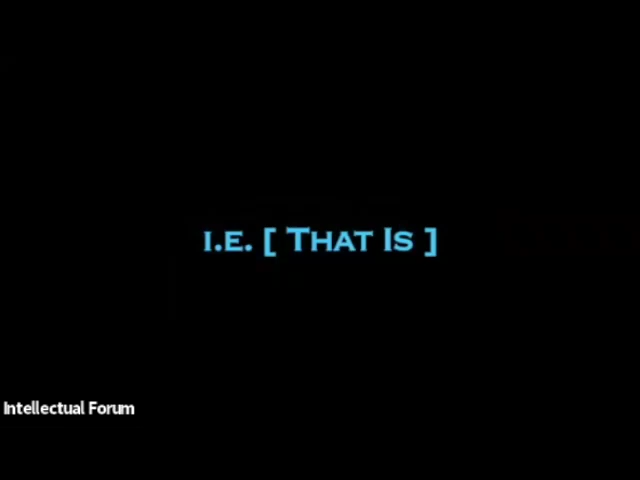 I.E. [ THAT IS ]
Intellectual Forum